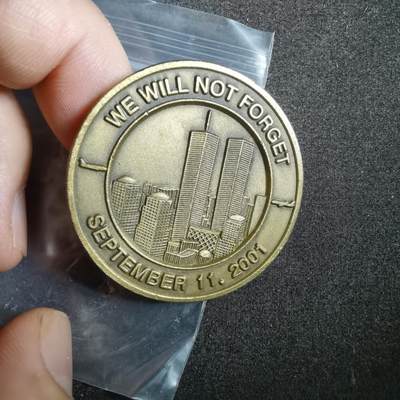 WE WILL NOT FORGET
SEPTEMBER 11. 2001